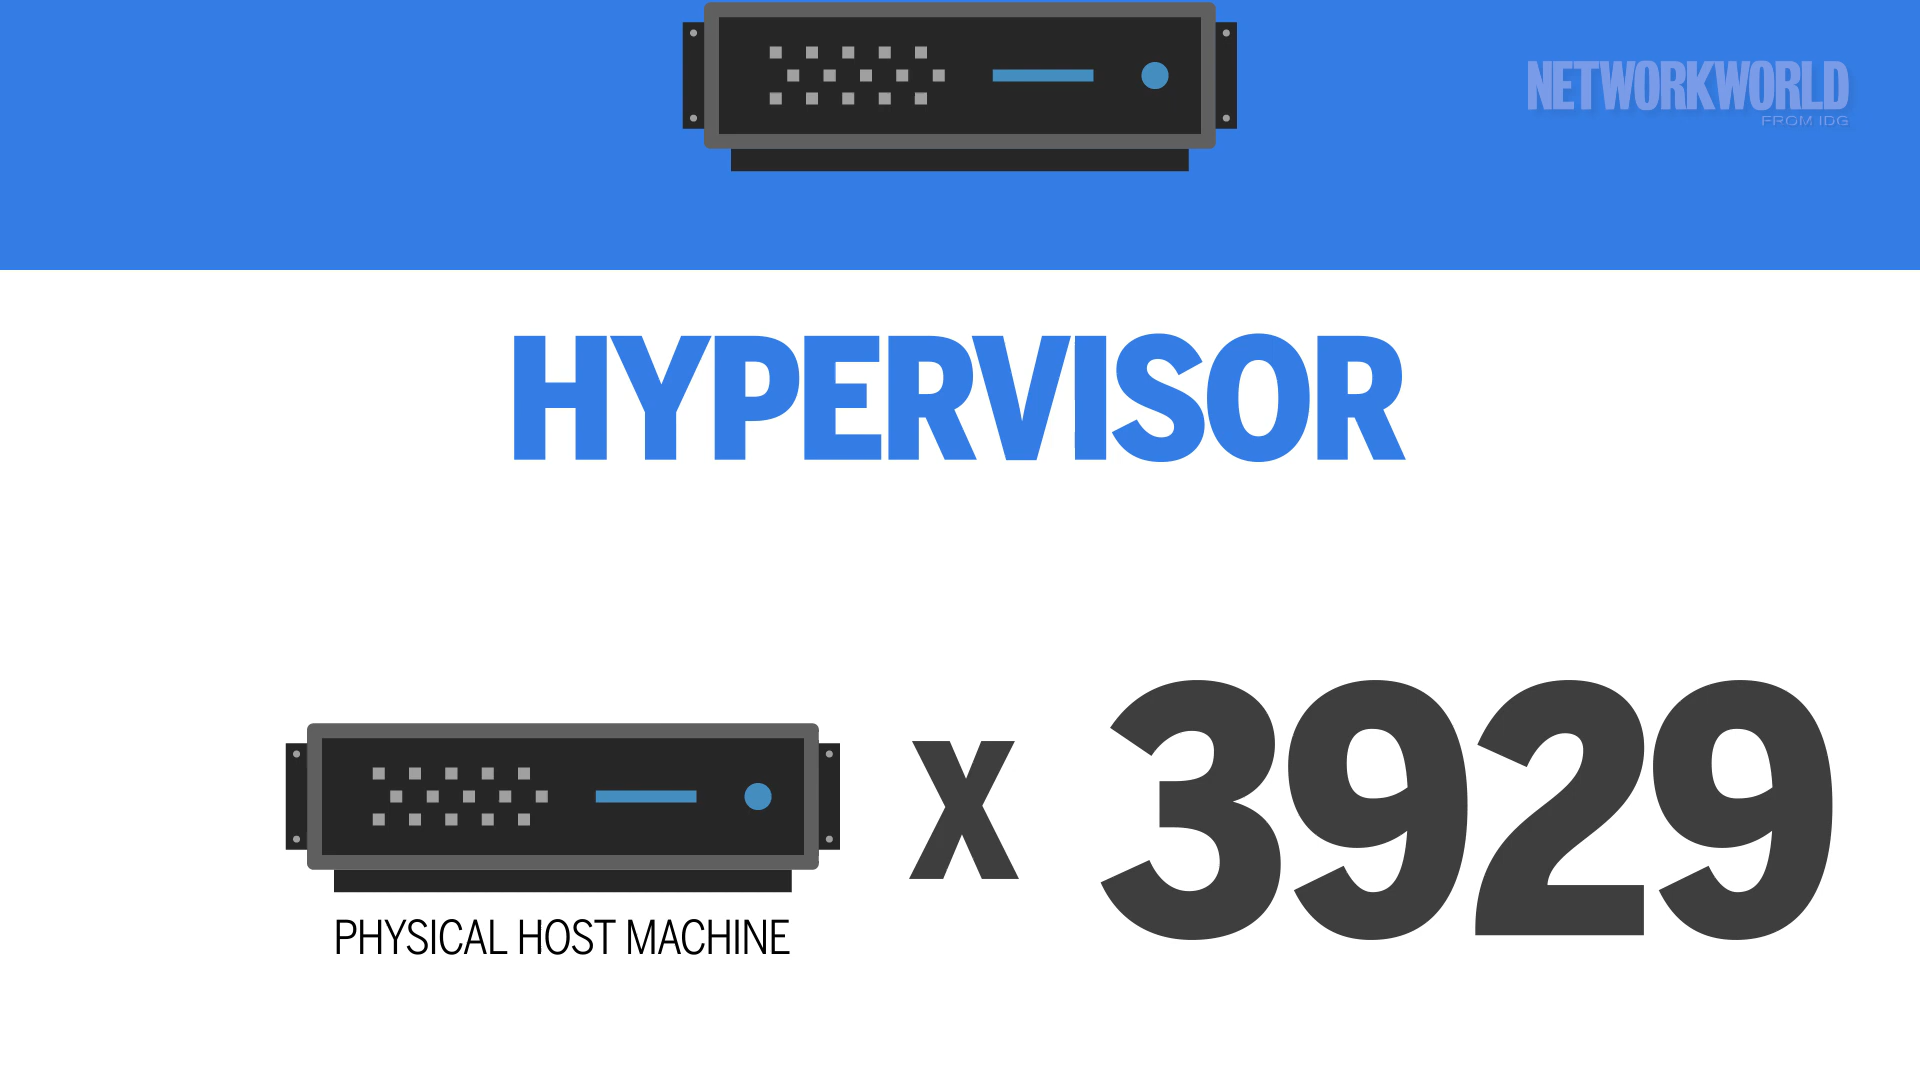 NETWORKWORLD
FROM IDG
HYPERVISOR
X 3929
PHYSICAL HOST MACHINE